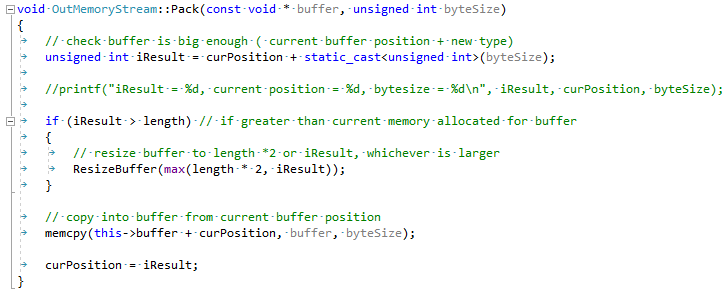 void OutMemoryStream::Pack(const void * buffer, unsigned int byteSize)
{
// check buffer is big enough ( current buffer position + new type)
unsigned int iResult = curPosition + static_cast<unsigned int>(byteSize);
//printf("iResult = %d, current position = %d, bytesize = %d\n", iResult, curPosition, byteSize);
if (iResult > length) // if greater than current memory allocated for buffer
{
// resize buffer to length *2 or iResult, whichever is larger
ResizeBuffer(max(length * 2, iResult));
}
// copy into buffer from current buffer position
memcpy(this->buffer + curPosition, buffer, byteSize);
curPosition = iResult;
}